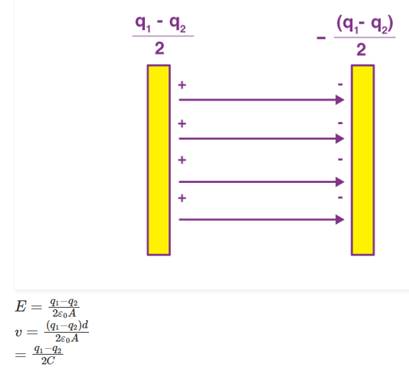 q₁ - q₂ / 2
- (q₁- q₂) / 2
+ -
+ -
+ -
+ -
E = q₁−q₂ / 2ε₀A
v = (q₁−q₂)d / 2ε₀A
= q₁−q₂ / 2C